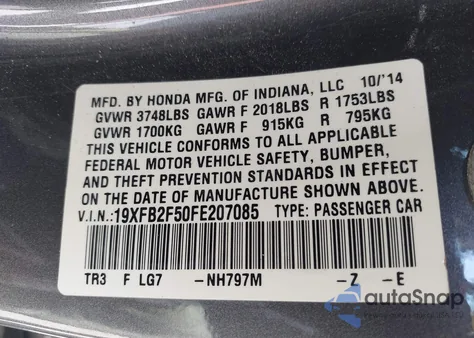 MFD. BY HONDA MFG. OF INDIANA, LLC 10/'14
GVWR 3748LBS GAWR F 2018LBS R 1753LBS
GVWR 1700KG GAWR F 915KG R 795KG
THIS VEHICLE CONFORMS TO ALL APPLICABLE
FEDERAL MOTOR VEHICLE SAFETY, BUMPER,
AND THEFT PREVENTION STANDARDS IN EFFECT
ON THE DATE OF MANUFACTURE SHOWN ABOVE.
V.I.N.:19XFB2F50FE207085 TYPE: PASSENGER CAR
TR3 F LG7 -NH797M -Z -E
autoSnap